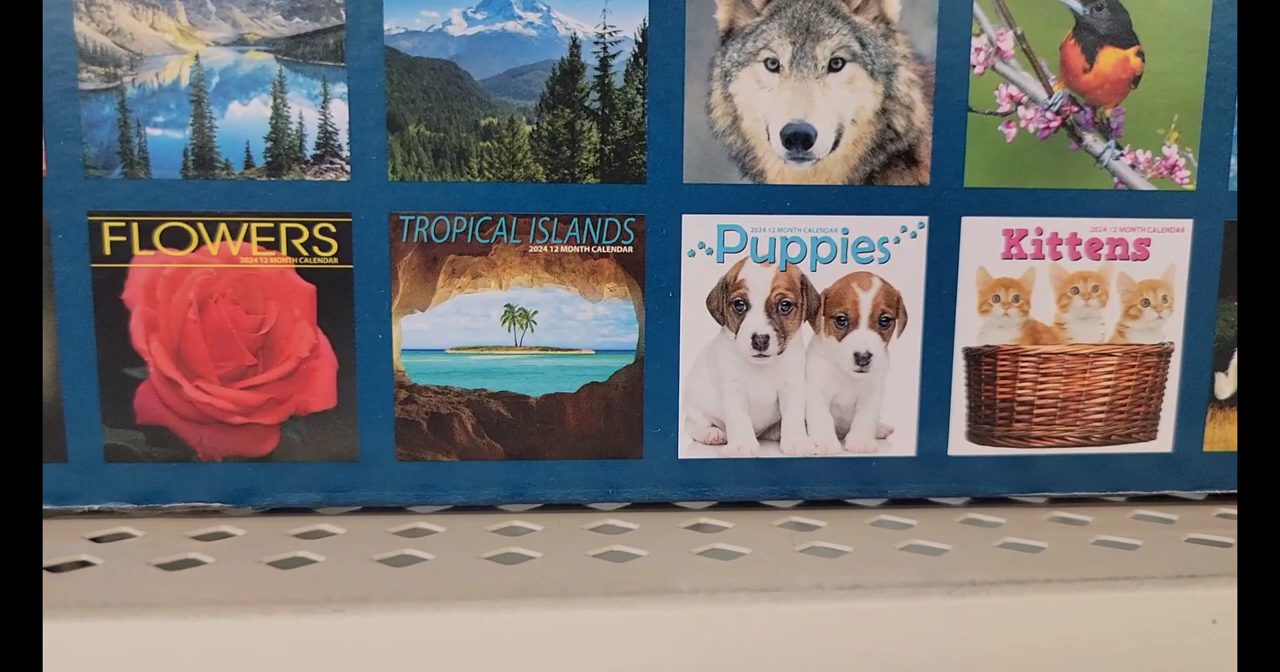 FLOWERS
2024 12 MONTH CALENDAR
TROPICAL ISLANDS
2024 12 MONTH CALENDAR
2024 12 MONTH CALENDAR
Puppies
2024 12 MONTH CALENDAR
Kittens